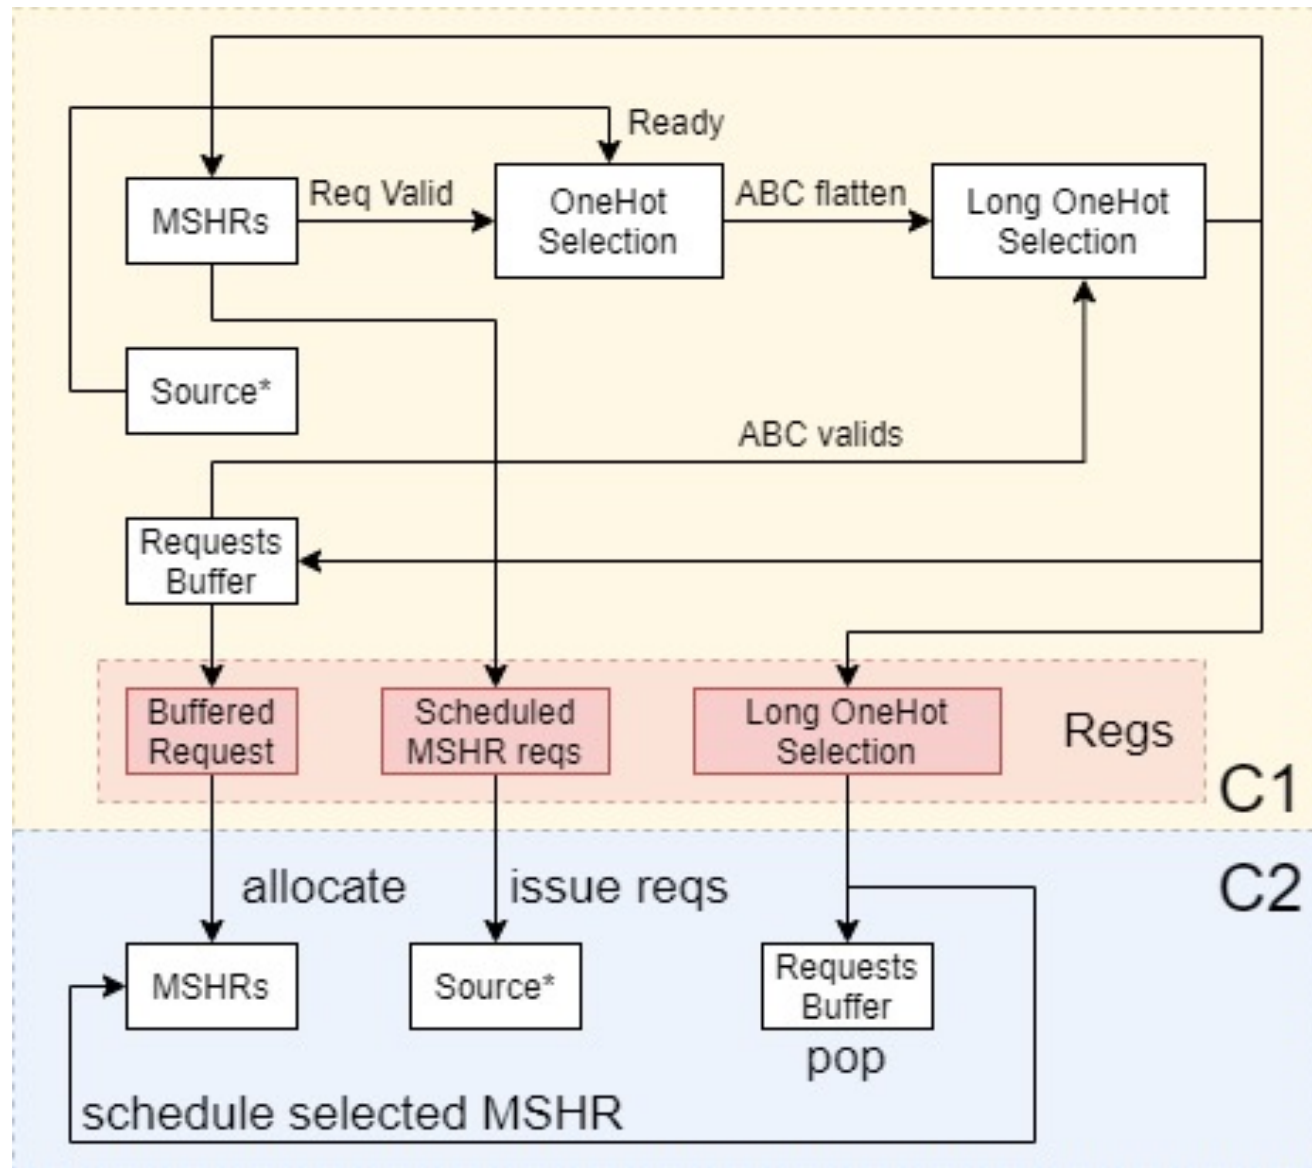 Ready
MSHRs
Req Valid
OneHot
Selection
ABC flatten
Long OneHot
Selection
Source*
ABC valids
Requests
Buffer
Buffered
Request
Scheduled
MSHR reqs
Long OneHot
Selection
Regs
C1
C2
allocate
issue reqs
MSHRs
Source*
Requests
Buffer
pop
schedule selected MSHR